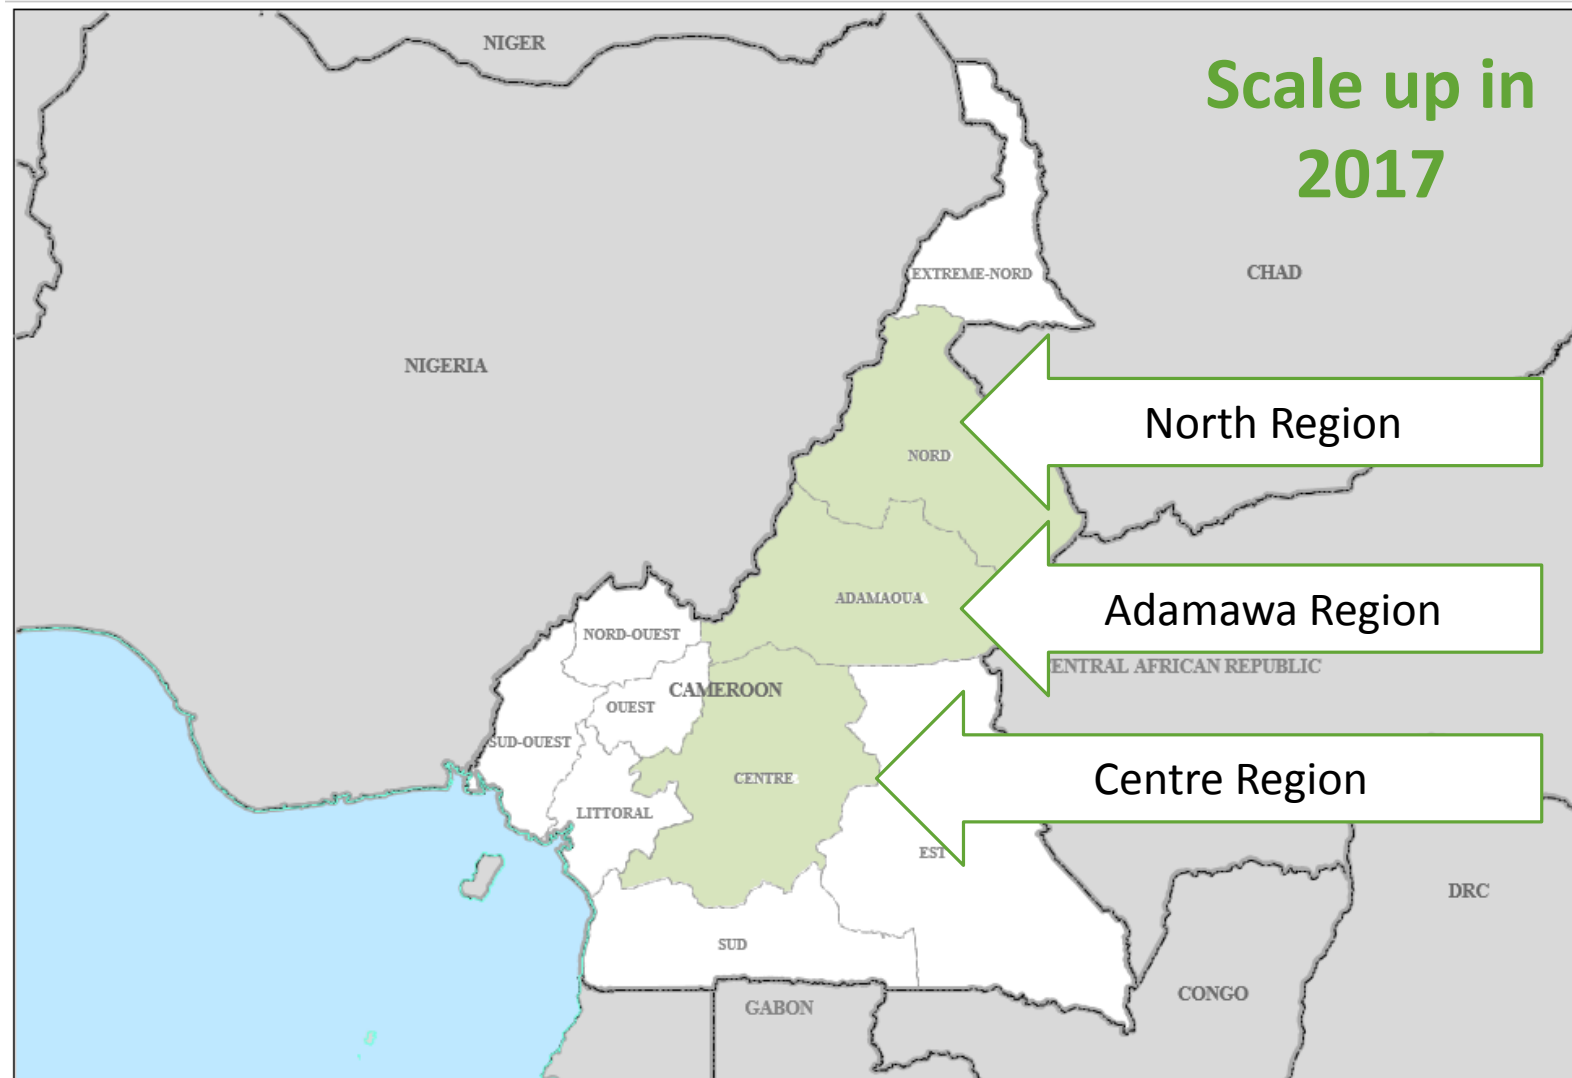 NIGER
Scale up in
2017
EXTREME-NORD
CHAD
NIGERIA
North Region
NORD
ADAMAOUA
Adamawa Region
NORD-OUEST
ENTRAL AFRICAN REPUBLIC
CAMEROON
OUEST
SUD-OUEST
CENTRE
Centre Region
LITTORAL
EST
DRC
SUD
CONGO
GABON